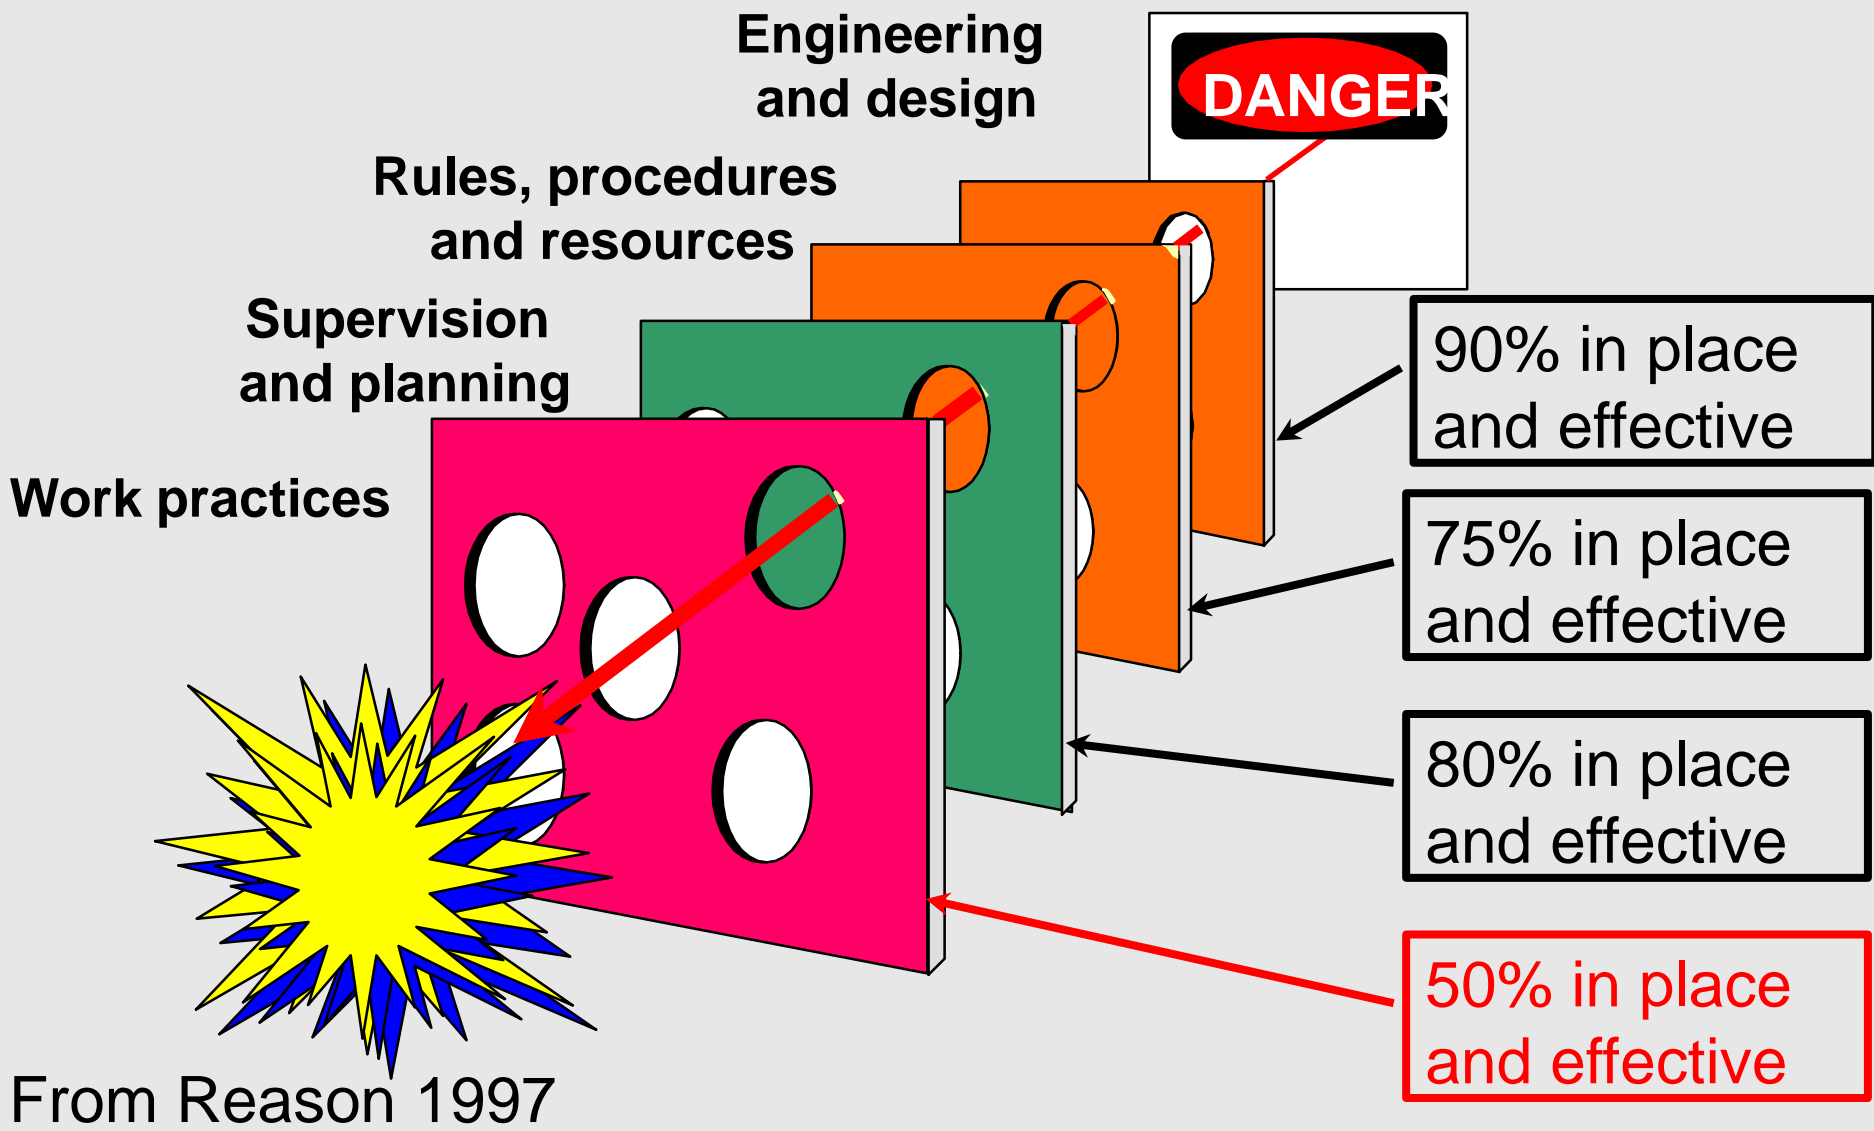 Engineering
and design
DANGER
Rules, procedures
and resources
Supervision
and planning
Work practices
90% in place
and effective
75% in place
and effective
80% in place
and effective
50% in place
and effective
From Reason 1997